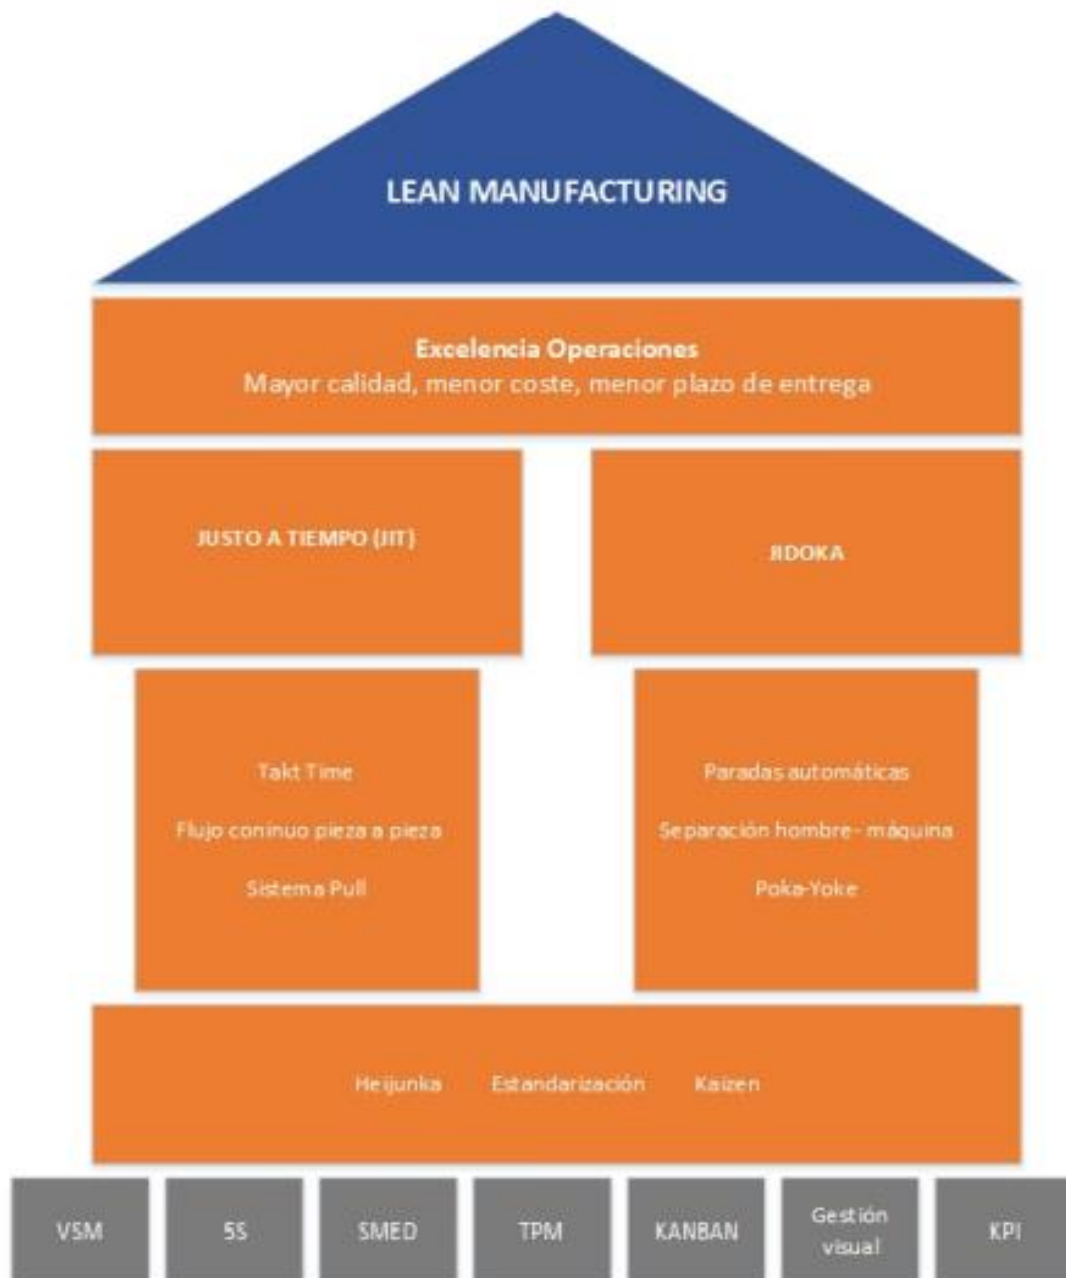 LEAN MANUFACTURING
Excelencia Operaciones
Mayor calidad, menor coste, menor plazo de entrega
JUSTO A TIEMPO (JIT)
JIDOKA
Takt Time
Flujo coninuo pieza a pieza
Sistema Pull
Paradas automáticas
Separación hombre- máquina
Poka-Yoke
Heijunka Estandarización Kaizen
VSM
5S
SMED
TPM
KANBAN
Gestión
visual
KPI